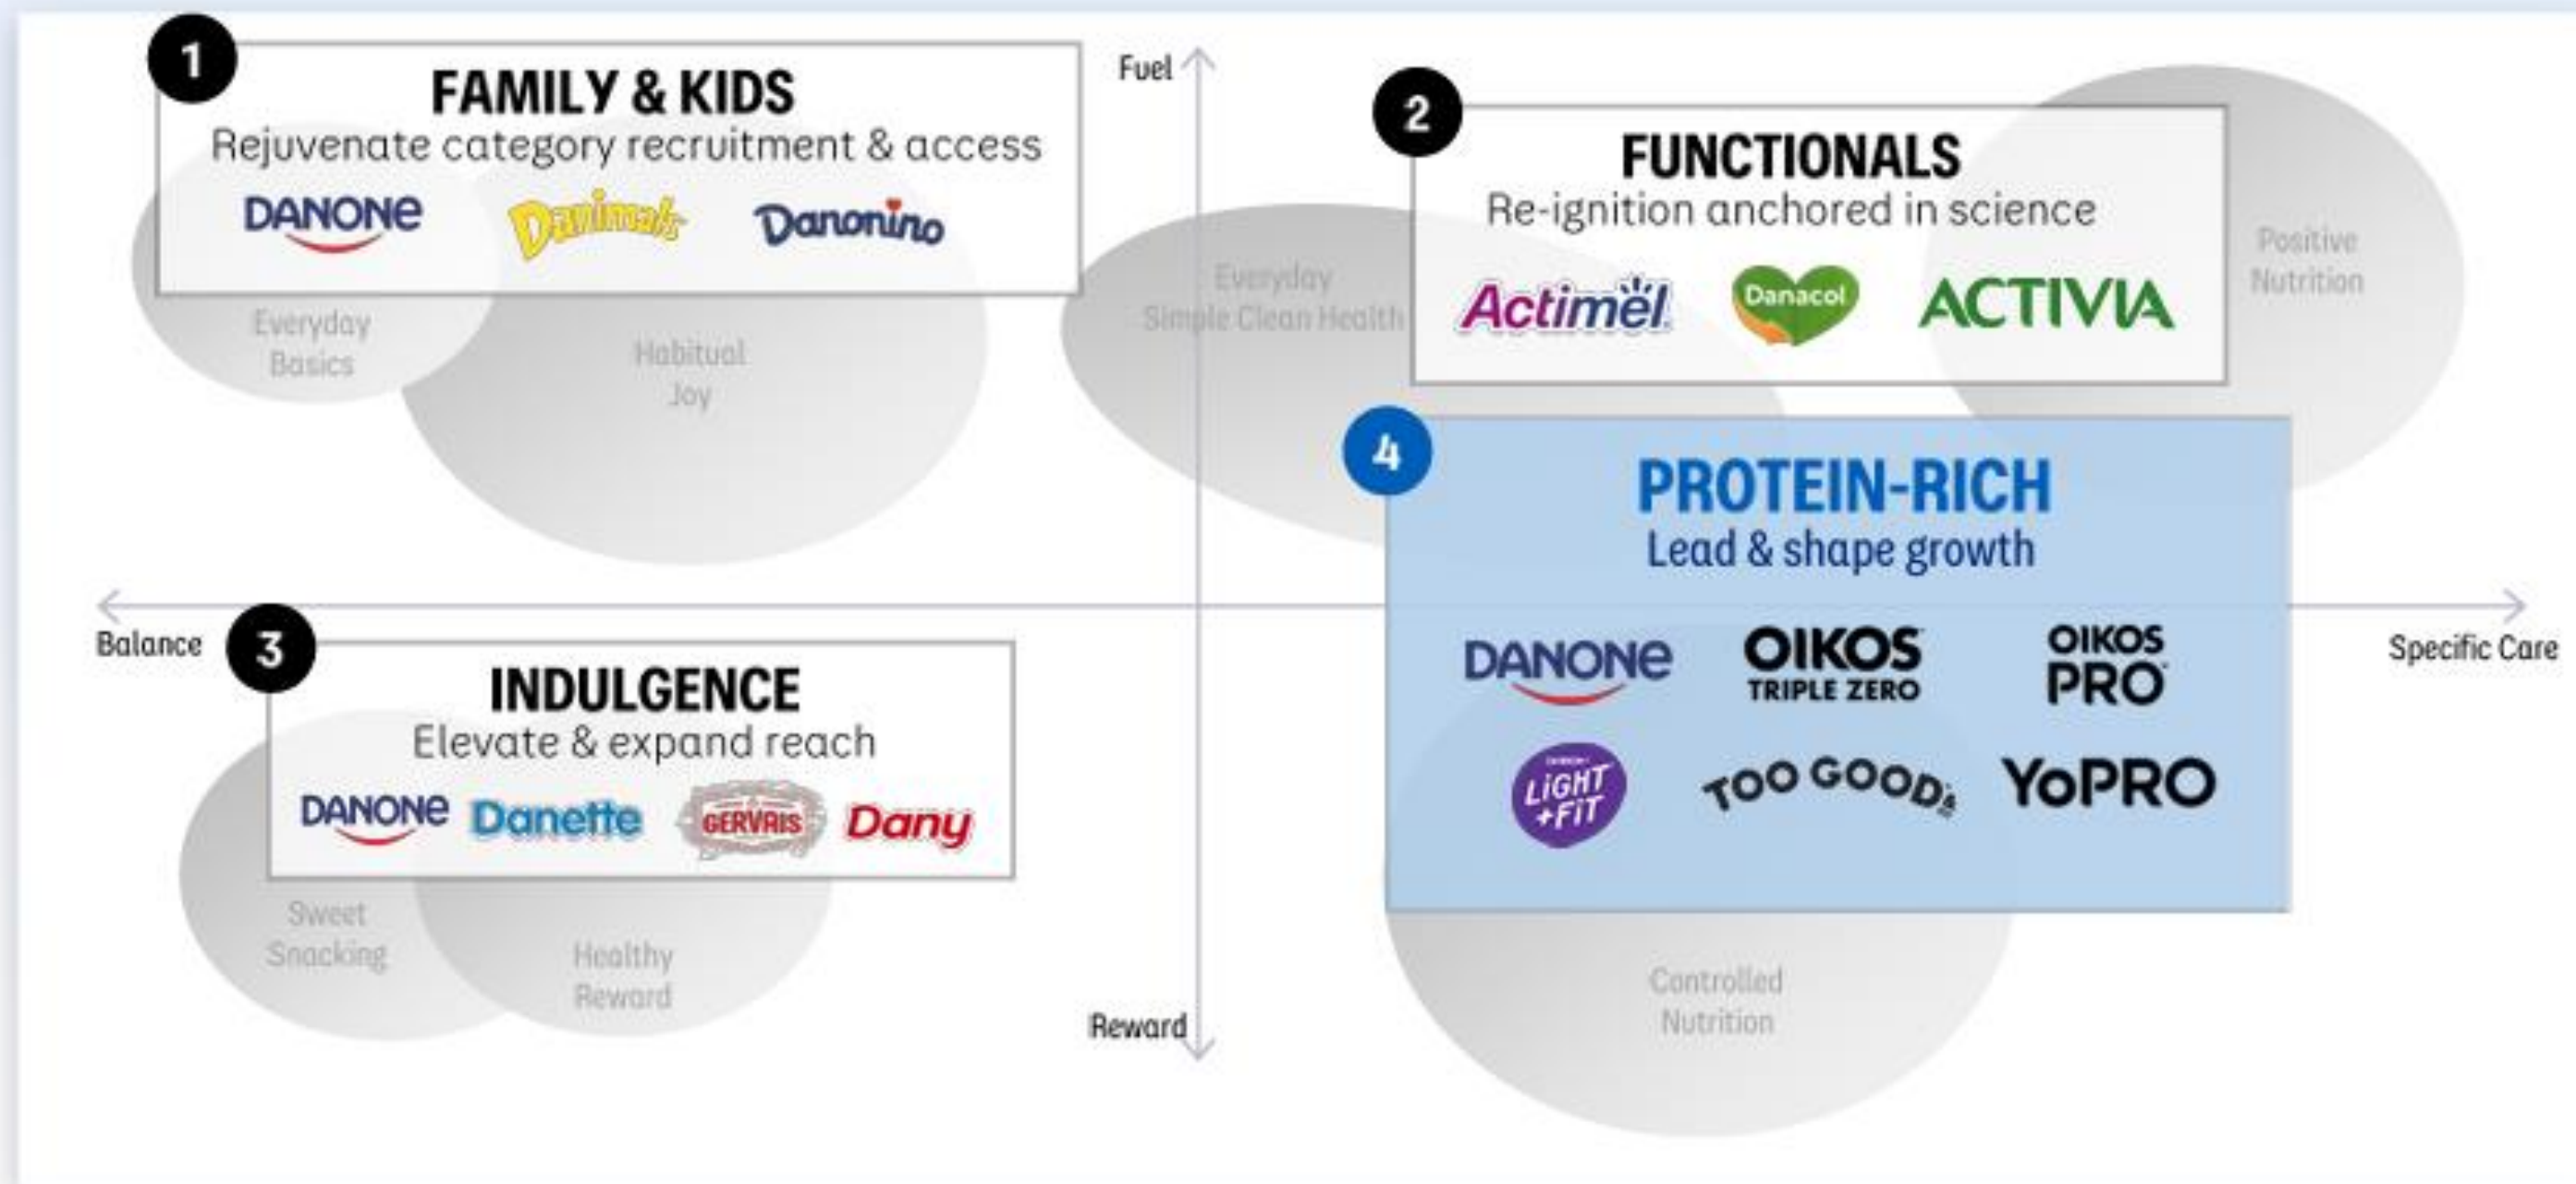 1
FAMILY & KIDS
Rejuvenate category recruitment & access
DANONE
Danimals
Danonino
Everyday
Basics
Habitual
Joy
Fuel
2
FUNCTIONALS
Re-ignition anchored in science
Actimel
Danacol
ACTIVIA
Everyday
Simple Clean Health
Positive
Nutrition
4
PROTEIN-RICH
Lead & shape growth
DANONE
OIKOS
TRIPLE ZERO
OIKOS
PRO
LiGHT
+FiT
TOO GOOD&
YoPRO
Balance
Specific Care
3
INDULGENCE
Elevate & expand reach
DANONE
Danette
GERVAIS
Dany
Sweet
Snacking
Healthy
Reward
Reward
Controlled
Nutrition